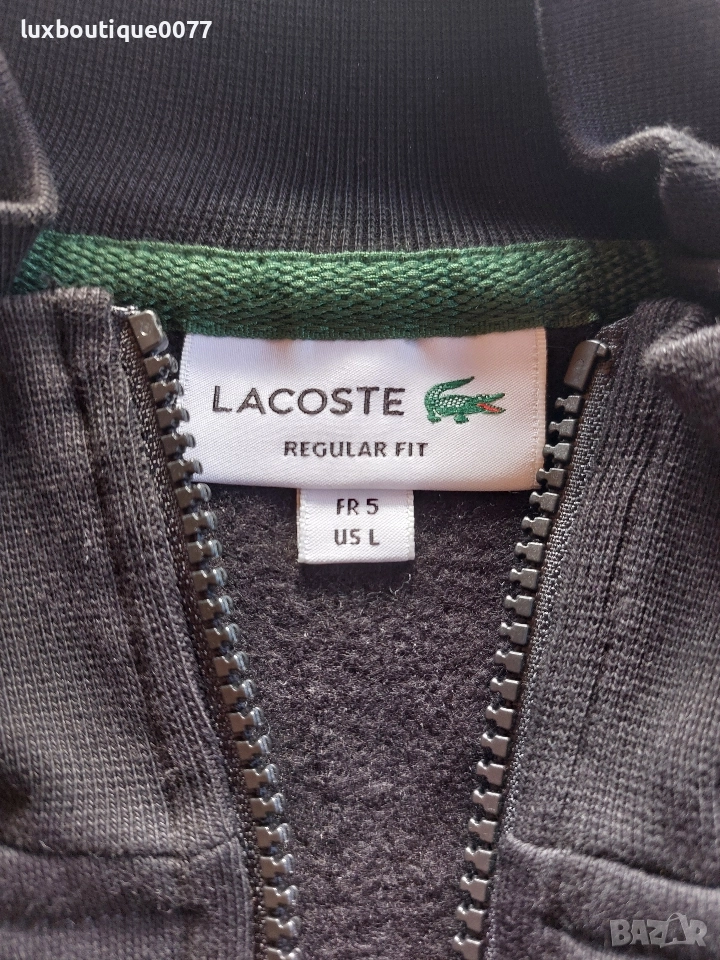 luxboutique0077
LACOSTE
REGULAR FIT
FR 5
US L
BAZAR